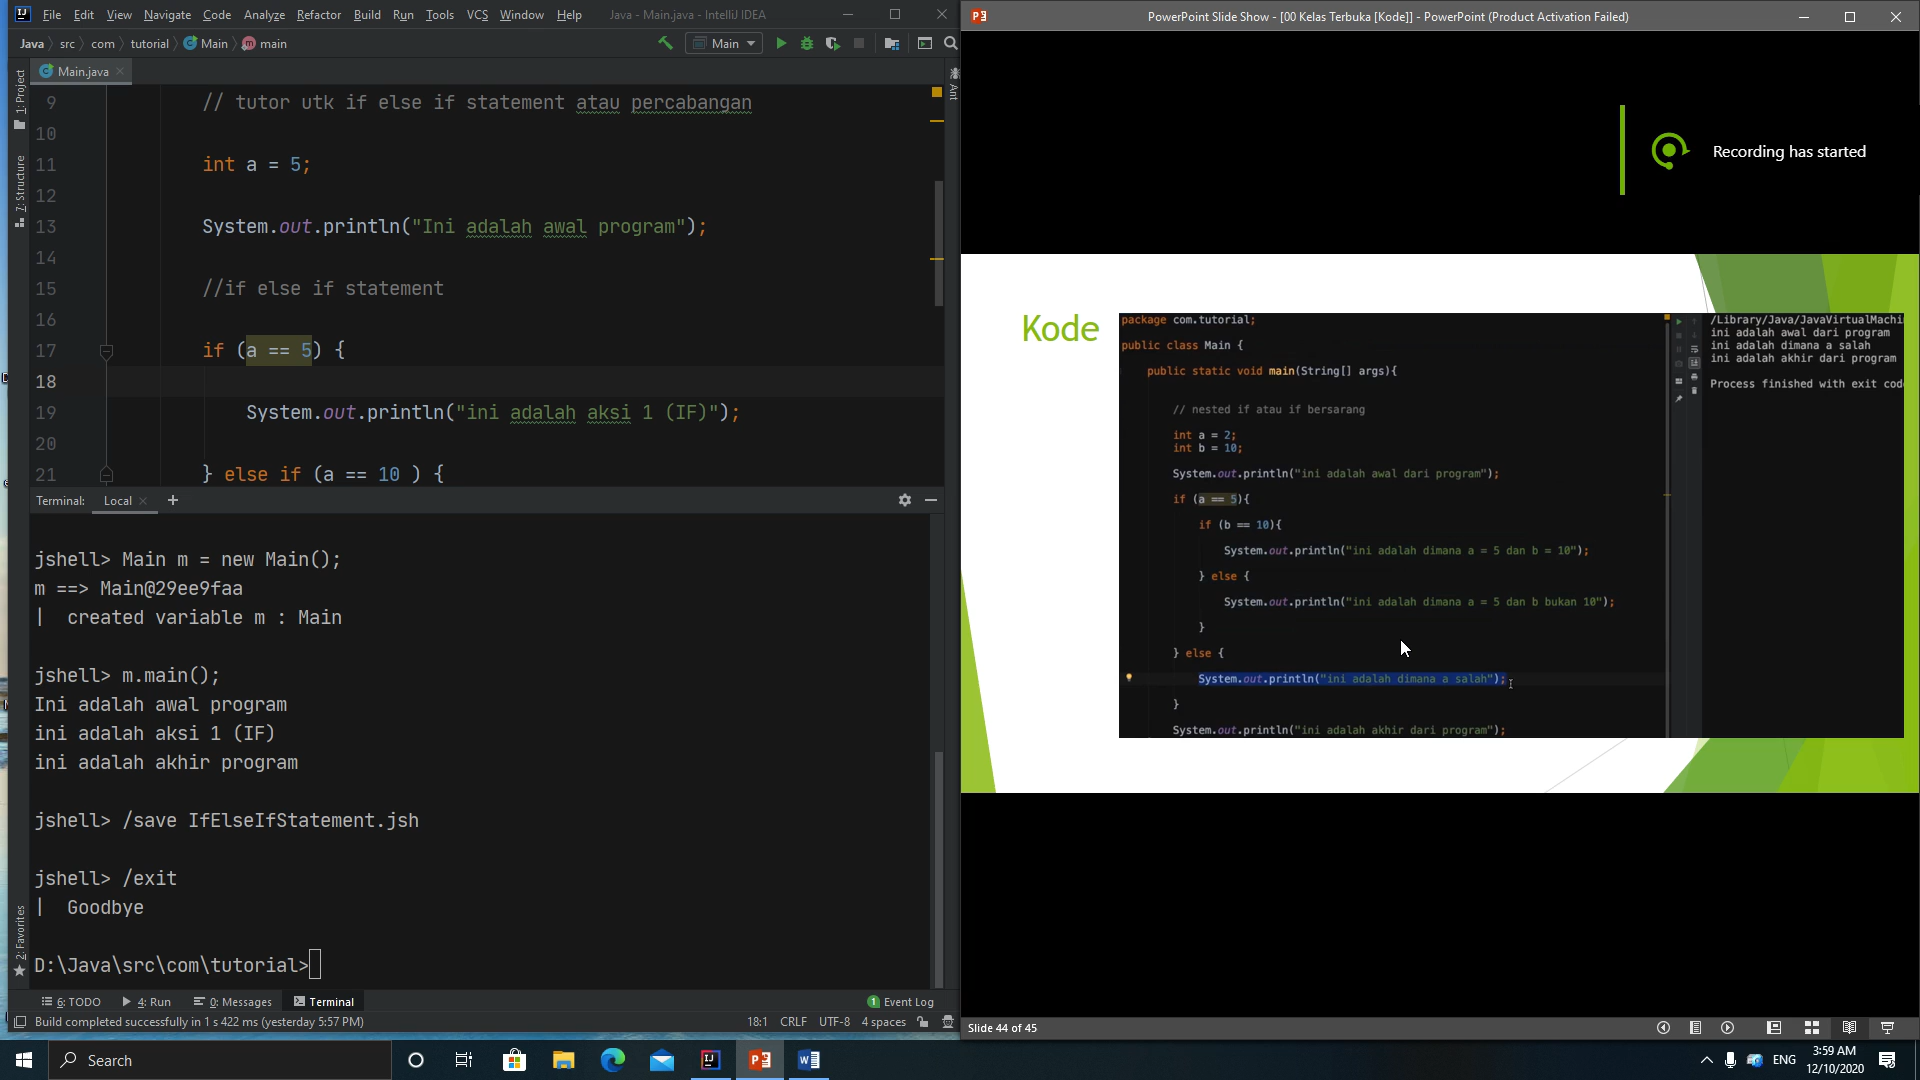 File Edit View Navigate Code Analyze Refactor Build Run Tools VCS Window Help Java - Main.java - IntelliJ IDEA
Java src com tutorial Main main
Main
1: Project
7: Structure
2: Favorites
Ant
Main.java
9 // tutor utk if else if statement atau percabangan
10
11 int a = 5;
12
13 System.out.println("Ini adalah awal program");
14
15 //if else if statement
16
17 if (a == 5) {
18
19 System.out.println("ini adalah aksi 1 (IF)");
20
21 } else if (a == 10 ) {
Terminal: Local +
jshell> Main m = new Main();
m ==> Main@29ee9faa
| created variable m : Main
jshell> m.main();
Ini adalah awal program
ini adalah aksi 1 (IF)
ini adalah akhir program
jshell> /save IfElseIfStatement.jsh
jshell> /exit
| Goodbye
D:\Java\src\com\tutorial>
6: TODO 4: Run 0: Messages Terminal 1 Event Log
Build completed successfully in 1 s 422 ms (yesterday 5:57 PM) 18:1 CRLF UTF-8 4 spaces
PowerPoint Slide Show - [00 Kelas Terbuka [Kode]] - PowerPoint (Product Activation Failed)
Recording has started
Kode
package com.tutorial;
public class Main {
public static void main(String[] args){
// nested if atau if bersarang
int a = 2;
int b = 10;
System.out.println("ini adalah awal dari program");
if (a == 5){
if (b == 10){
System.out.println("ini adalah dimana a = 5 dan b = 10");
} else {
System.out.println("ini adalah dimana a = 5 dan b bukan 10");
}
} else {
System.out.println("ini adalah dimana a salah");
}
System.out.println("ini adalah akhir dari program");
/Library/Java/JavaVirtualMachi
ini adalah awal dari program
ini adalah dimana a salah
ini adalah akhir dari program
Process finished with exit cod
Slide 44 of 45
Search
ENG
3:59 AM
12/10/2020